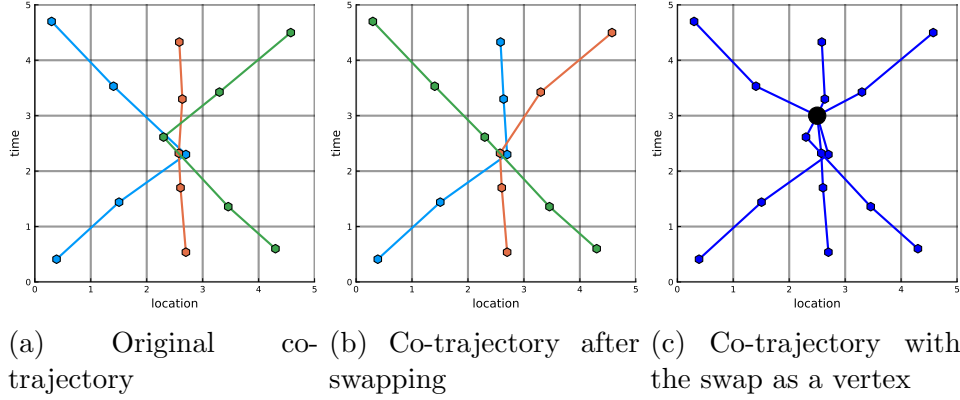 5
4
3
2
1
0
time
0 1 2 3 4 5
location
5
4
3
2
1
0
time
0 1 2 3 4 5
location
5
4
3
2
1
0
time
0 1 2 3 4 5
location
(a) Original co-
trajectory
(b) Co-trajectory after
swapping
(c) Co-trajectory with
the swap as a vertex